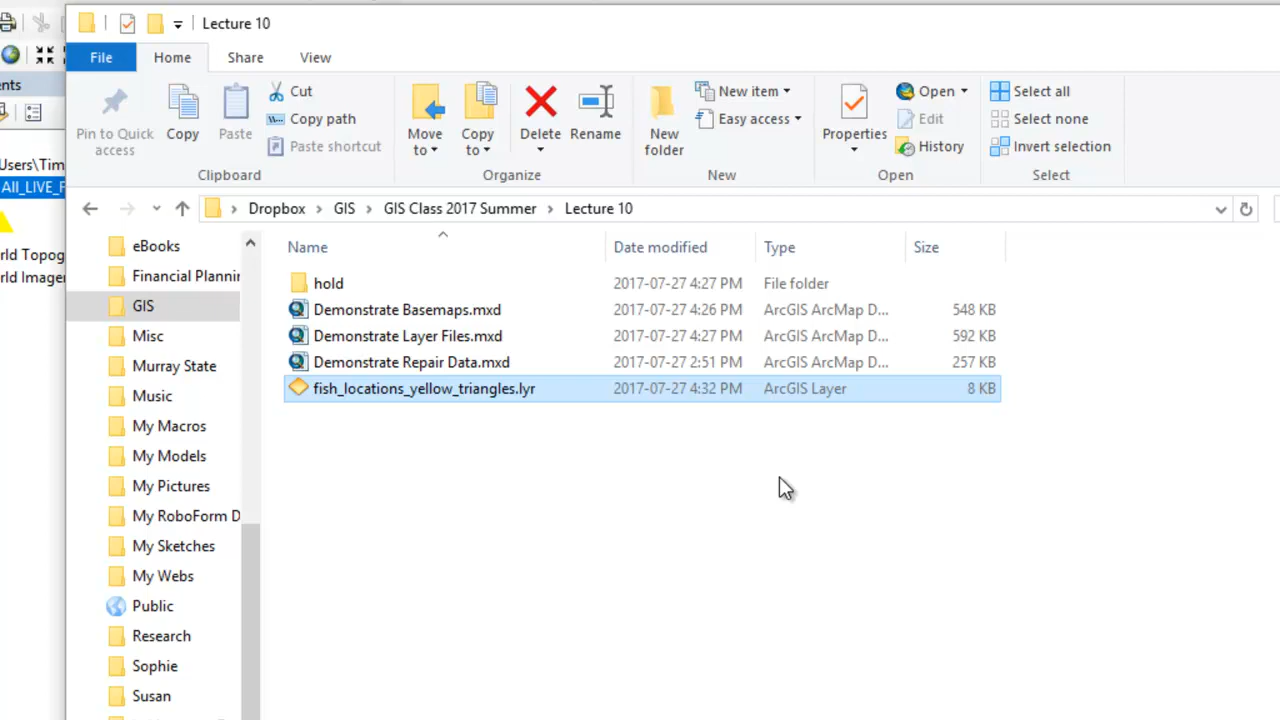 Lecture 10
File Home Share View
nts
Pin to Quick access
Copy
Paste
Cut
Copy path
Paste shortcut
Clipboard
Move to
Copy to
Delete
Rename
Organize
New folder
New item
Easy access
New
Properties
Open
Edit
History
Open
Select all
Select none
Invert selection
Select
Users\Tim
All_LIVE_F
rld Topog
rld Imager
Dropbox GIS GIS Class 2017 Summer Lecture 10
eBooks
Financial Plannin
GIS
Misc
Murray State
Music
My Macros
My Models
My Pictures
My RoboForm D
My Sketches
My Webs
Public
Research
Sophie
Susan
Name Date modified Type Size
hold 2017-07-27 4:27 PM File folder
Demonstrate Basemaps.mxd 2017-07-27 4:26 PM ArcGIS ArcMap D... 548 KB
Demonstrate Layer Files.mxd 2017-07-27 4:27 PM ArcGIS ArcMap D... 592 KB
Demonstrate Repair Data.mxd 2017-07-27 2:51 PM ArcGIS ArcMap D... 257 KB
fish_locations_yellow_triangles.lyr 2017-07-27 4:32 PM ArcGIS Layer 8 KB